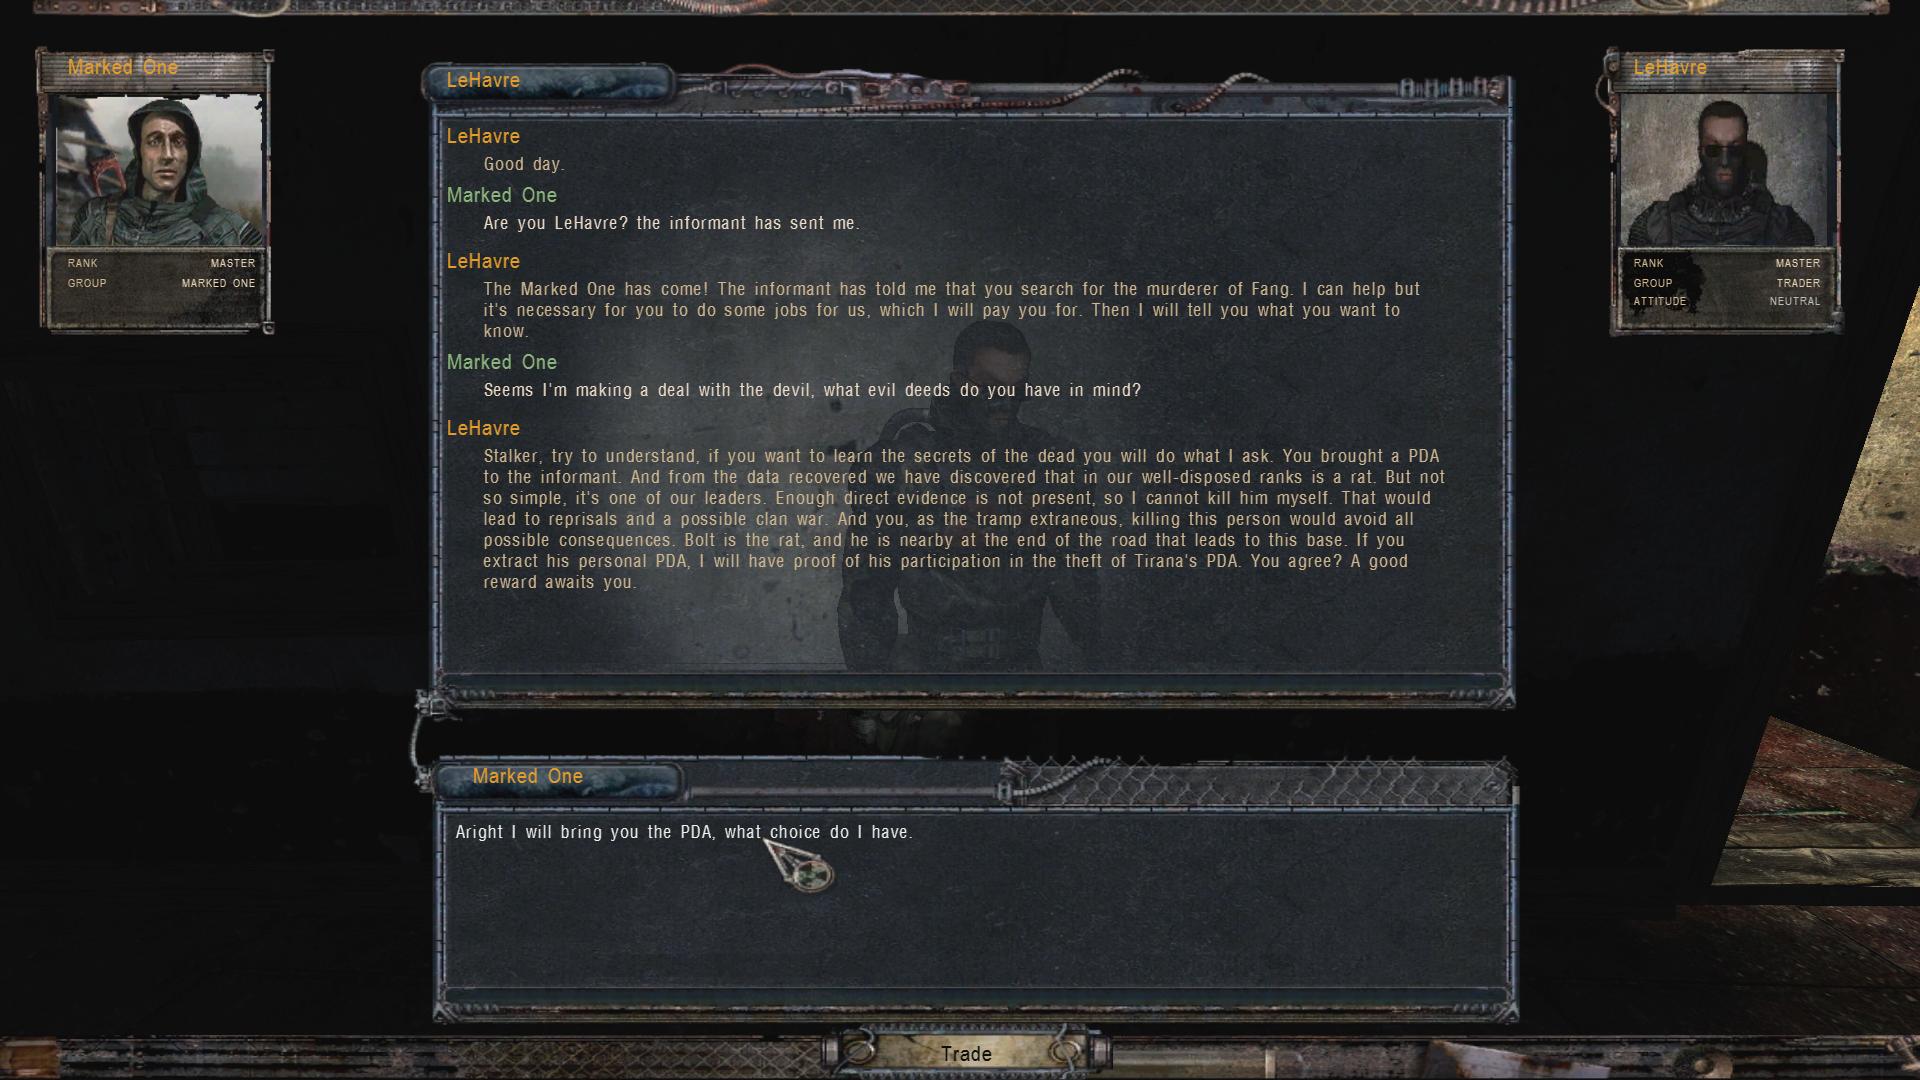 Marked One
RANK MASTER
GROUP MARKED ONE
LeHavre
LeHavre
Good day.
Marked One
Are you LeHavre? the informant has sent me.
LeHavre
The Marked One has come! The informant has told me that you search for the murderer of Fang. I can help but
it's necessary for you to do some jobs for us, which I will pay you for. Then I will tell you what you want to
know.
Marked One
Seems I'm making a deal with the devil, what evil deeds do you have in mind?
LeHavre
Stalker, try to understand, if you want to learn the secrets of the dead you will do what I ask. You brought a PDA
to the informant. And from the data recovered we have discovered that in our well-disposed ranks is a rat. But not
so simple, it's one of our leaders. Enough direct evidence is not present, so I cannot kill him myself. That would
lead to reprisals and a possible clan war. And you, as the tramp extraneous, killing this person would avoid all
possible consequences. Bolt is the rat, and he is nearby at the end of the road that leads to this base. If you
extract his personal PDA, I will have proof of his participation in the theft of Tirana's PDA. You agree? A good
reward awaits you.
LeHavre
RANK MASTER
GROUP TRADER
ATTITUDE NEUTRAL
Marked One
Aright I will bring you the PDA, what choice do I have.
Trade